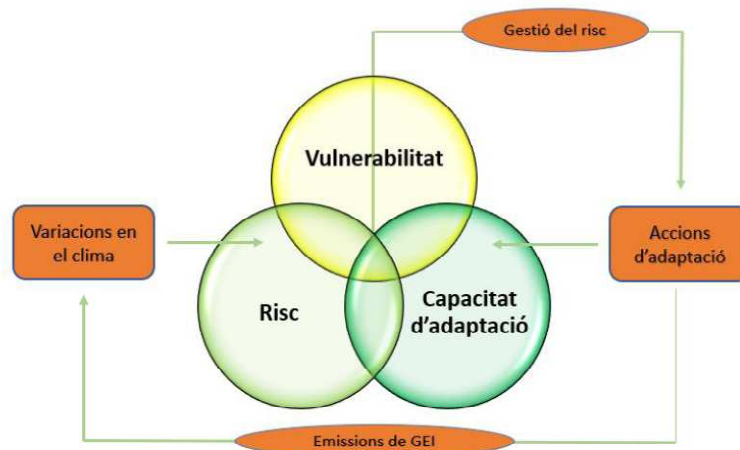 Gestió del risc
Vulnerabilitat
Variacions en
el clima
Accions
d'adaptació
Risc
Capacitat
d'adaptació
Emissions de GEI